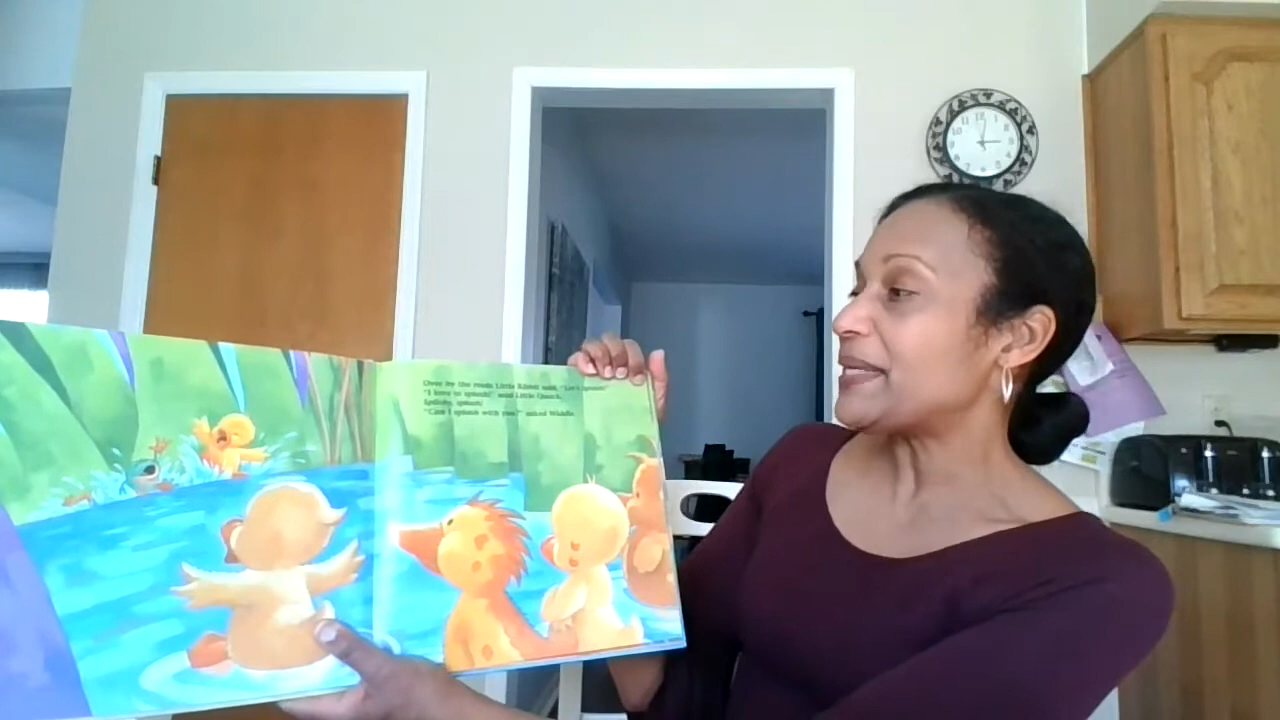 Over by the reeds Little Ribbit said, "Let's splash!"
"I love to splash!" said Little Quack.
Splish, splash!
"Can I splash with you?" asked Widdle.